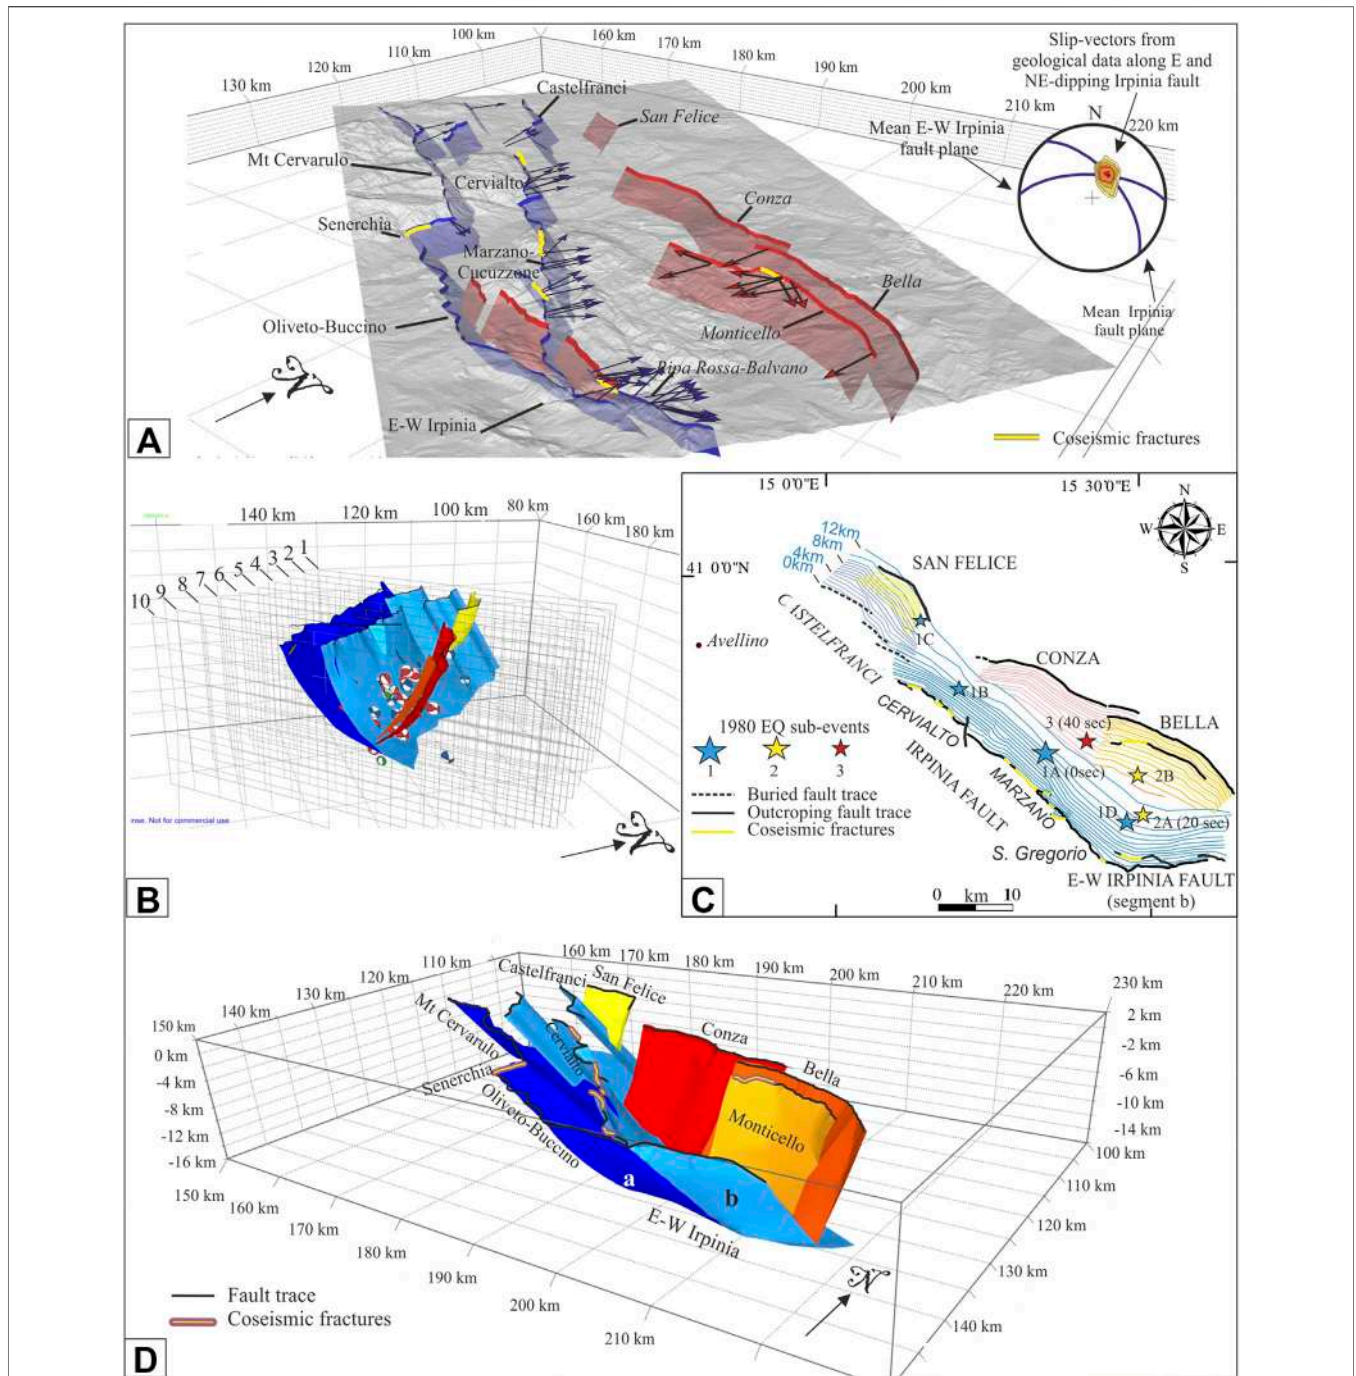 100 km
110 km
120 km
130 km
160 km
170 km
180 km
190 km
200 km
210 km
220 km
Slip-vectors from
geological data along E and
NE-dipping Irpinia fault
N
Mean E-W Irpinia
fault plane
Mean Irpinia
fault plane
Castelfranci
San Felice
Mt Cervarulo
Cervialto
Senerchia
Marzano-
Cucuzzone
Conza
Bella
Monticello
Oliveto-Buccino
Ripa Rossa-Balvano
E-W Irpinia
N
Coseismic fractures
A
140 km
120 km
100 km
80 km
160 km
180 km
1
2
3
4
5
6
7
8
9
10
nse. Not for commercial use
N
B
15 0'0"E
15 30'0"E
41 0'0"N
N
W
E
S
12km
8km
4km
0km
SAN FELICE
C ISTELFRANCI
Avellino
1C
CONZA
1B
CERVIALTO
3 (40 sec)
BELLA
1980 EQ sub-events
1
2
3
IRPINIA FAULT
1A (0sec)
2B
MARZANO
1D
2A (20 sec)
Buried fault trace
Outcroping fault trace
Coseismic fractures
S. Gregorio
E-W IRPINIA FAULT
(segment b)
0 km 10
C
160 km
170 km
180 km
190 km
200 km
210 km
220 km
230 km
110 km
120 km
130 km
140 km
150 km
0 km
-4 km
-8 km
-12 km
-16 km
150 km
160 km
170 km
180 km
190 km
200 km
210 km
2 km
-2 km
-6 km
-10 km
-14 km
100 km
110 km
120 km
130 km
140 km
Castelfranci
San Felice
Mt Cervarulo
Cervialto
Conza
Bella
Senerchia
Oliveto-Buccino
Monticello
a
b
E-W Irpinia
N
Fault trace
Coseismic fractures
D